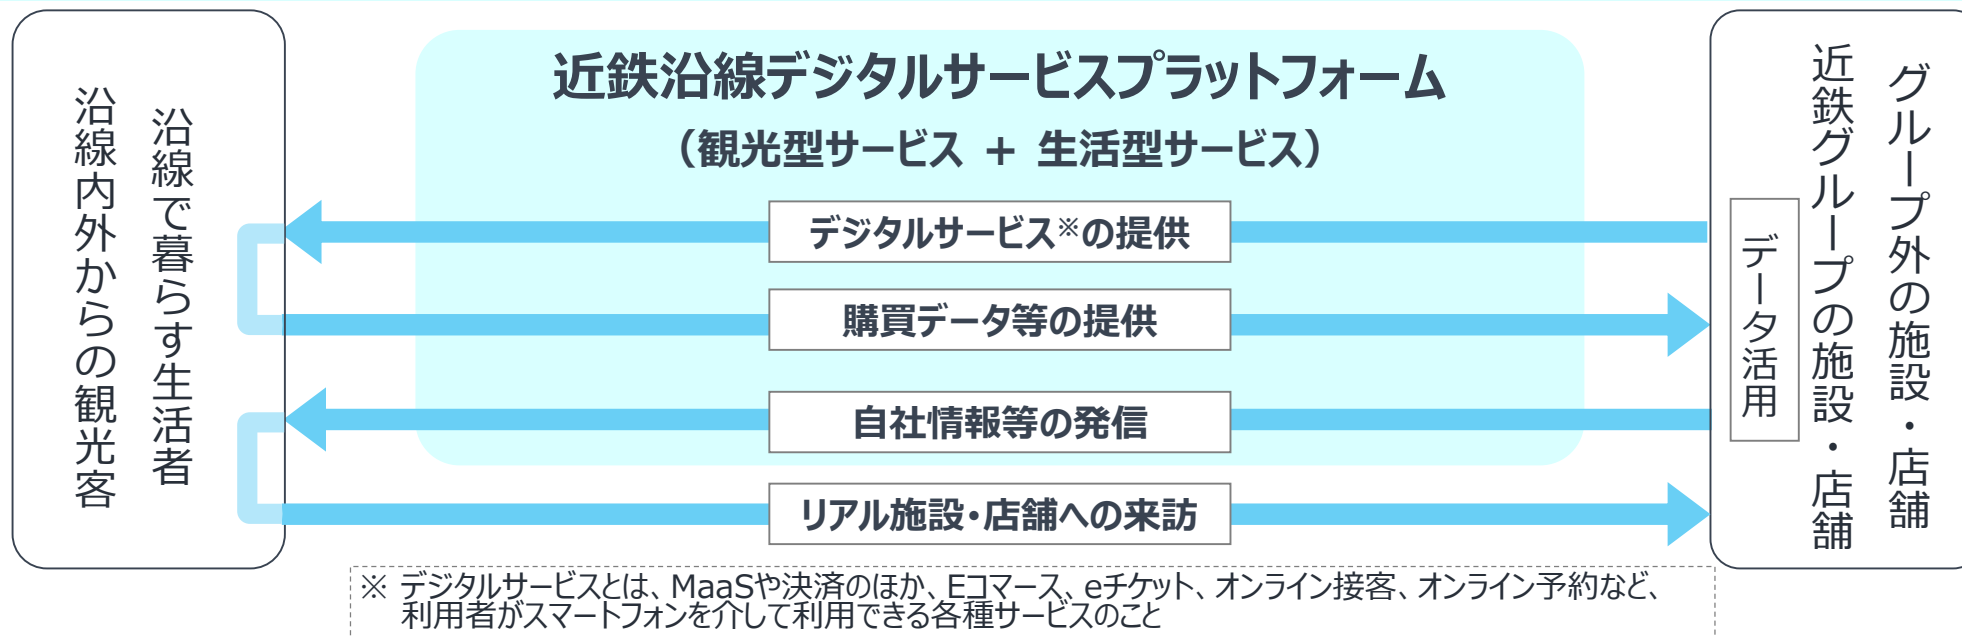 近鉄沿線デジタルサービスプラットフォーム
（観光型サービス + 生活型サービス）
沿線で暮らす生活者
沿線内外からの観光客
デジタルサービス※の提供
購買データ等の提供
自社情報等の発信
リアル施設・店舗への来訪
グループ外の施設・店舗
近鉄グループの施設・店舗
データ活用
※ デジタルサービスとは、MaaSや決済のほか、Eコマース、eチケット、オンライン接客、オンライン予約など、
利用者がスマートフォンを介して利用できる各種サービスのこと